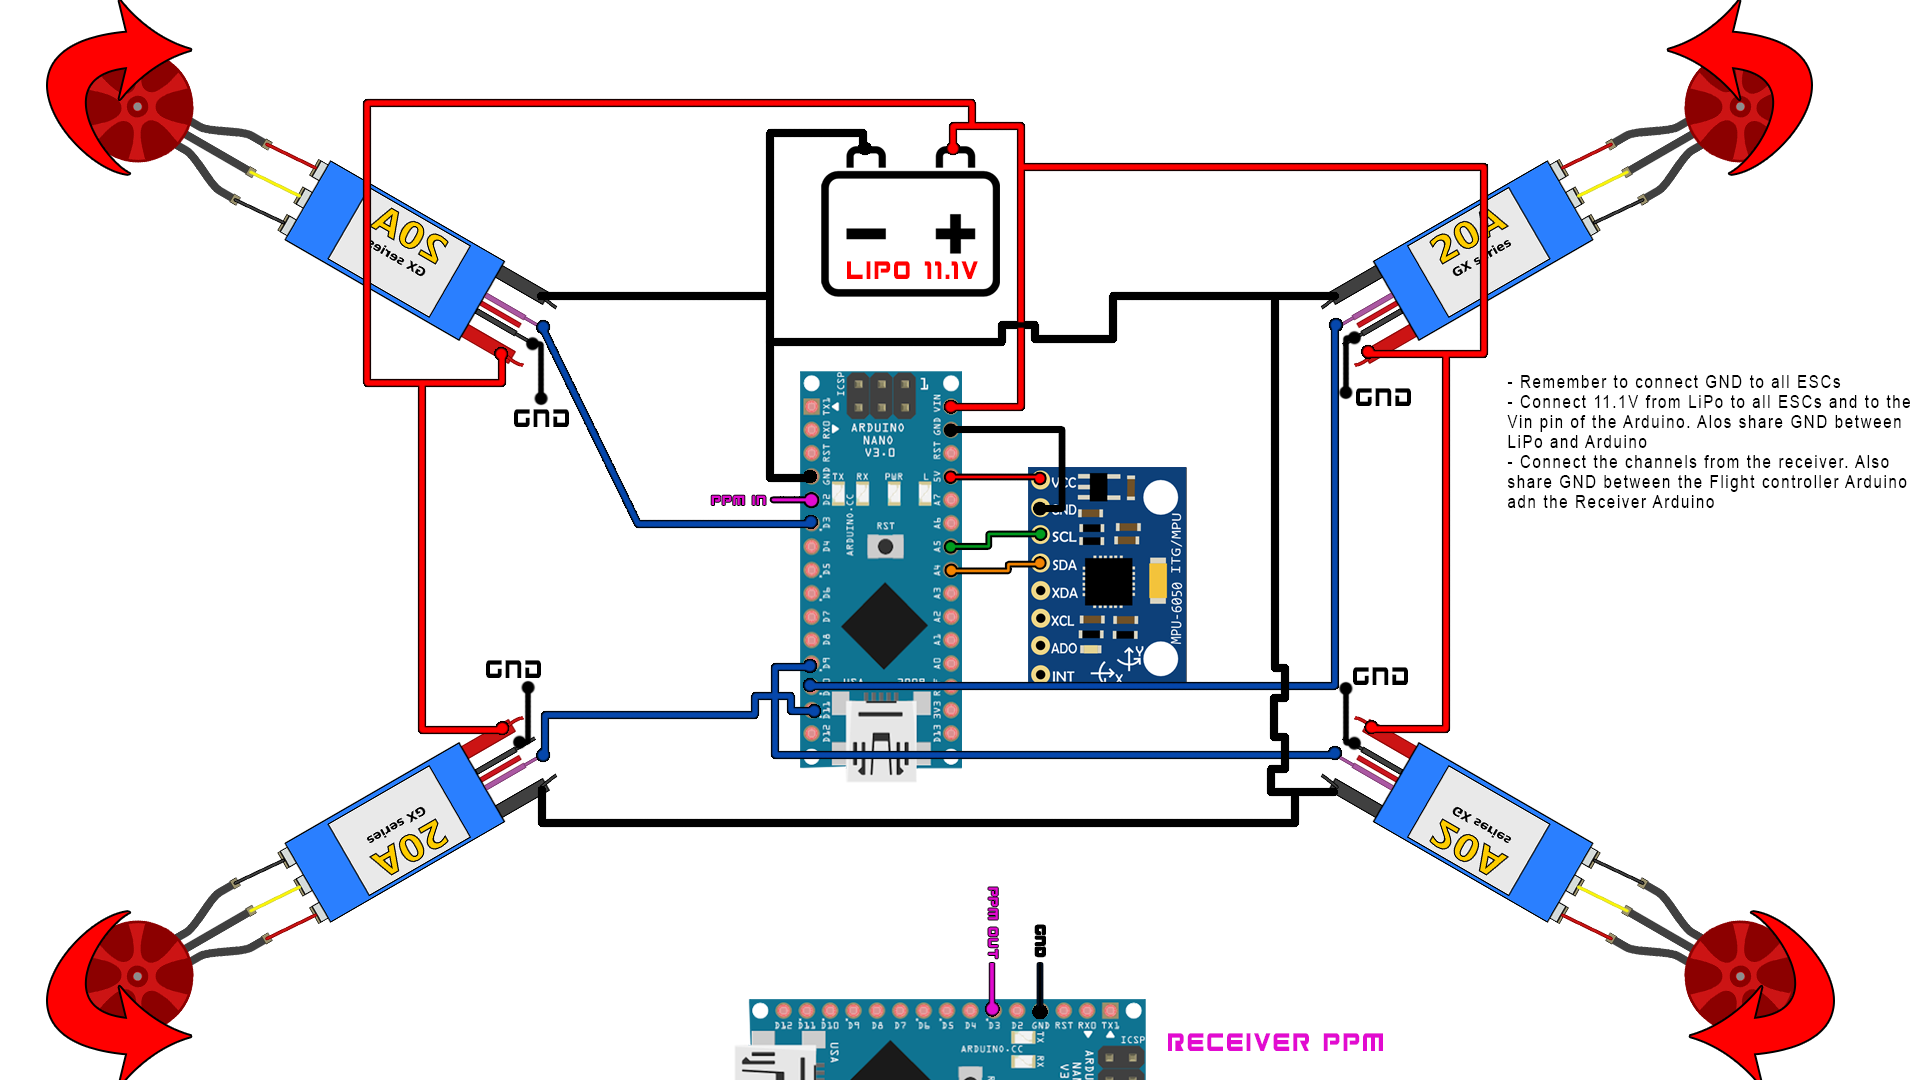 20A
GX series
20A
GX series
LIPO 11.1V
GND
GND
- Remember to connect GND to all ESCs
- Connect 11.1V from LiPo to all ESCs and to the
Vin pin of the Arduino. Alos share GND between
LiPo and Arduino
- Connect the channels from the receiver. Also
share GND between the Flight controller Arduino
adn the Receiver Arduino
ICSP
1
ARDUINO
NANO
V3.0
TX1
RX0
RST
GND
D2
D3
D4
D5
D6
D7
D8
D9
D11
D12
VIN
GND
RST
5V
A7
A6
A5
A4
A3
A2
A1
A0
3V3
D13
TX
RX
PWR
L
ARDUINO.CC
RST
USA
2009
PPM IN
VCC
GND
SCL
SDA
XDA
XCL
ADO
INT
MPU-6050 ITG/MPU
Y
X
GND
GND
GX series
20A
GX series
20A
PPM OUT
GND
D12
D11
D10
D9
D8
D7
D6
D5
D4
D3
D2
GND
RST
RX0
TX1
USA
ARDUINO.CC
TX
RX
ICSP
RECEIVER PPM